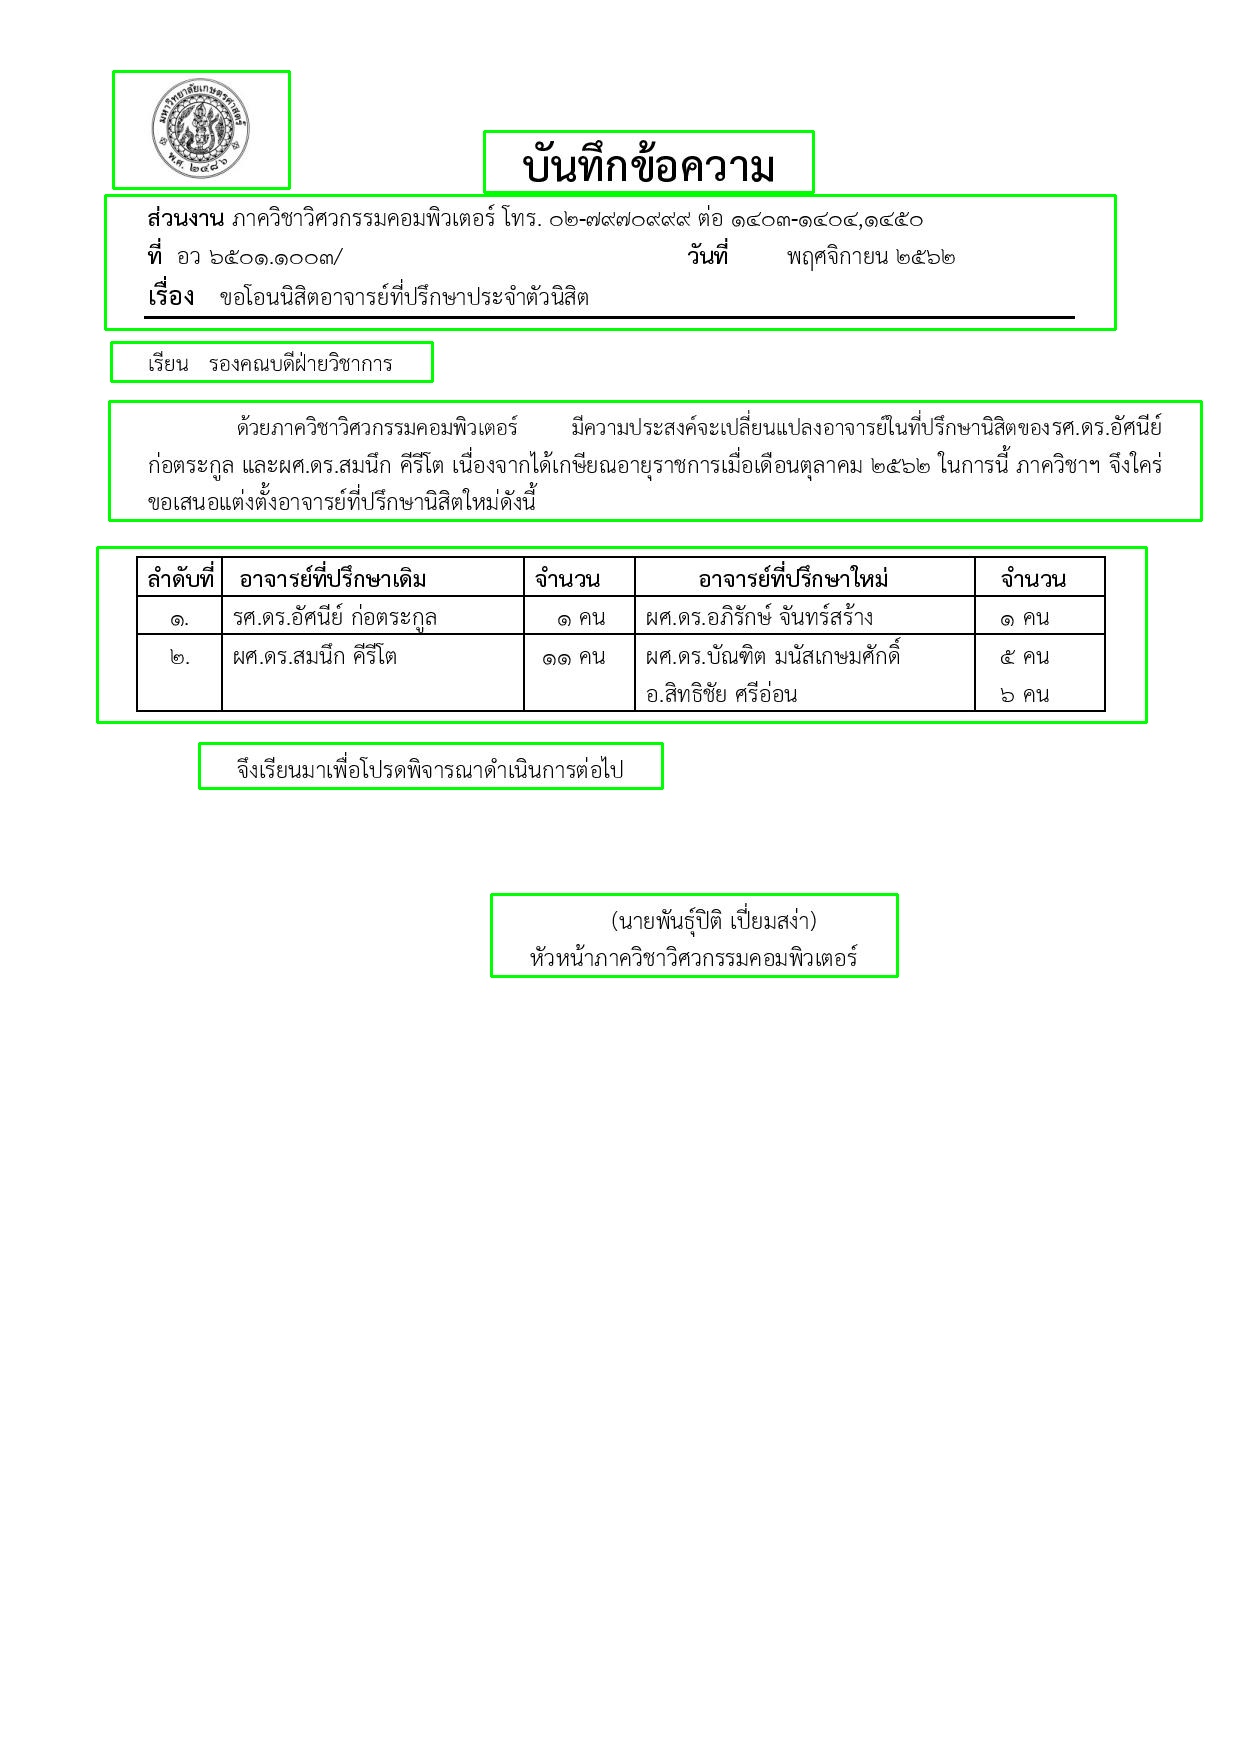 มหาวิทยาลัยเกษตรศาสตร์
พ.ศ. ๒๔๘๖
บันทึกข้อความ
ส่วนงาน ภาควิชาวิศวกรรมคอมพิวเตอร์ โทร. ๐๒-๗๙๗๐๙๙๙ ต่อ ๑๔๐๓-๑๔๐๔,๑๔๕๐
ที่ อว ๖๕๐๑.๑๐๐๓/ วันที่ พฤศจิกายน ๒๕๖๒
เรื่อง ขอโอนนิสิตอาจารย์ที่ปรึกษาประจำตัวนิสิต
เรียน รองคณบดีฝ่ายวิชาการ
ด้วยภาควิชาวิศวกรรมคอมพิวเตอร์ มีความประสงค์จะเปลี่ยนแปลงอาจารย์ในที่ปรึกษานิสิตของรศ.ดร.อัศนีย์
ก่อตระกูล และผศ.ดร.สมนึก คีรีโต เนื่องจากได้เกษียณอายุราชการเมื่อเดือนตุลาคม ๒๕๖๒ ในการนี้ ภาควิชาฯ จึงใคร่
ขอเสนอแต่งตั้งอาจารย์ที่ปรึกษานิสิตใหม่ดังนี้
ลำดับที่ อาจารย์ที่ปรึกษาเดิม จำนวน อาจารย์ที่ปรึกษาใหม่ จำนวน
๑. รศ.ดร.อัศนีย์ ก่อตระกูล ๑ คน ผศ.ดร.อภิรักษ์ จันทร์สร้าง ๑ คน
๒. ผศ.ดร.สมนึก คีรีโต ๑๑ คน ผศ.ดร.บัณฑิต มนัสเกษมศักดิ์ ๕ คน
อ.สิทธิชัย ศรีอ่อน ๖ คน
จึงเรียนมาเพื่อโปรดพิจารณาดำเนินการต่อไป
(นายพันธุ์ปิติ เปี่ยมสง่า)
หัวหน้าภาควิชาวิศวกรรมคอมพิวเตอร์